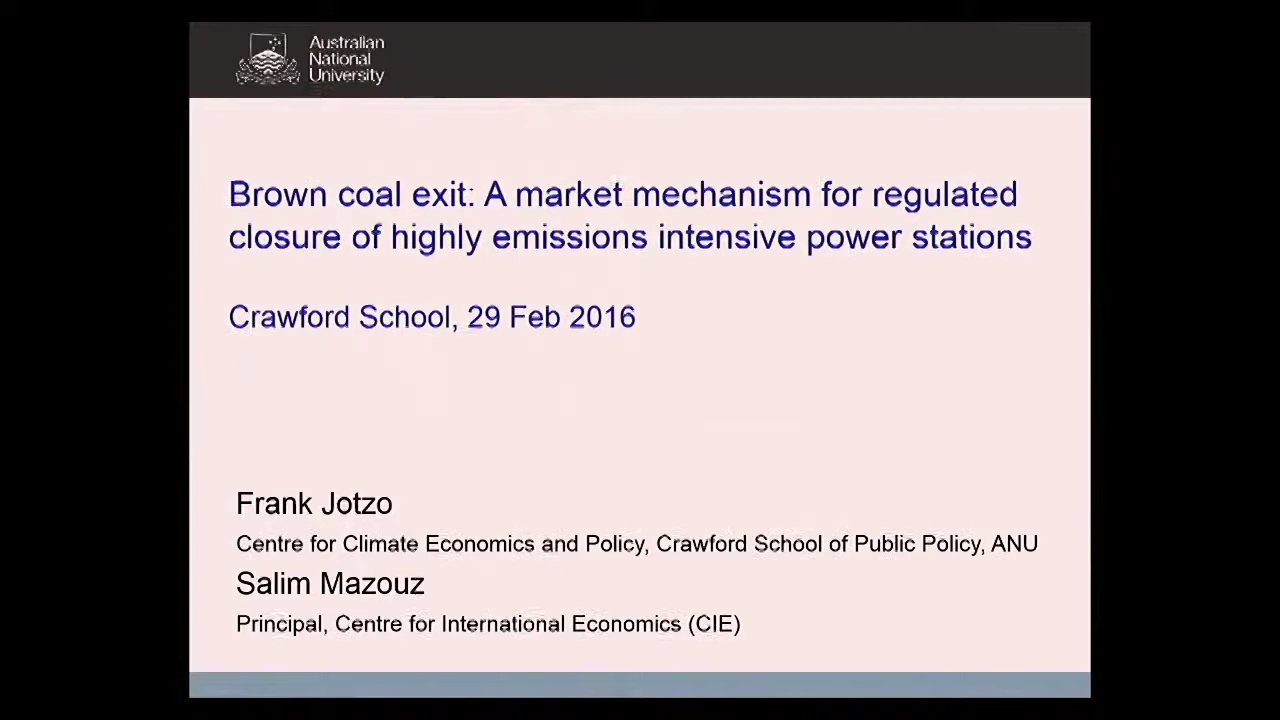 Australian
National
University
Brown coal exit: A market mechanism for regulated
closure of highly emissions intensive power stations
Crawford School, 29 Feb 2016
Frank Jotzo
Centre for Climate Economics and Policy, Crawford School of Public Policy, ANU
Salim Mazouz
Principal, Centre for International Economics (CIE)